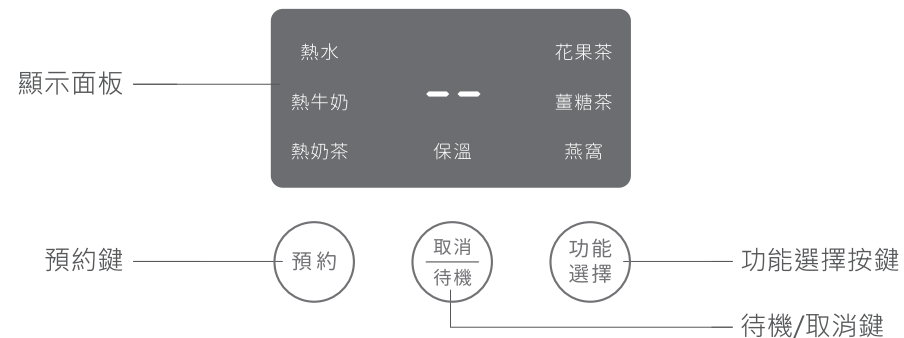 熱水
花果茶
顯示面板
熱牛奶
--
薑糖茶
熱奶茶
保溫
燕窩
預約鍵
預約
取消
待機
功能
選擇
功能選擇按鍵
待機/取消鍵